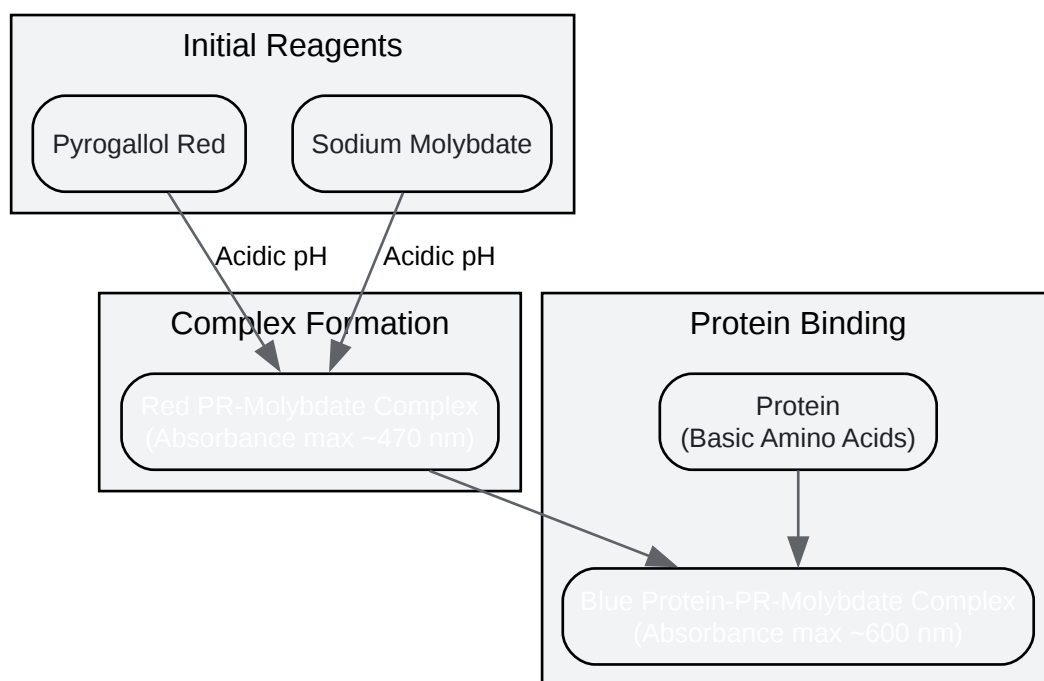 Initial Reagents
Pyrogallol Red
Sodium Molybdate
Acidic pH
Acidic pH
Complex Formation
Red PR-Molybdate Complex
(Absorbance max ~470 nm)
Protein Binding
Protein
(Basic Amino Acids)
Blue Protein-PR-Molybdate Complex
(Absorbance max ~600 nm)